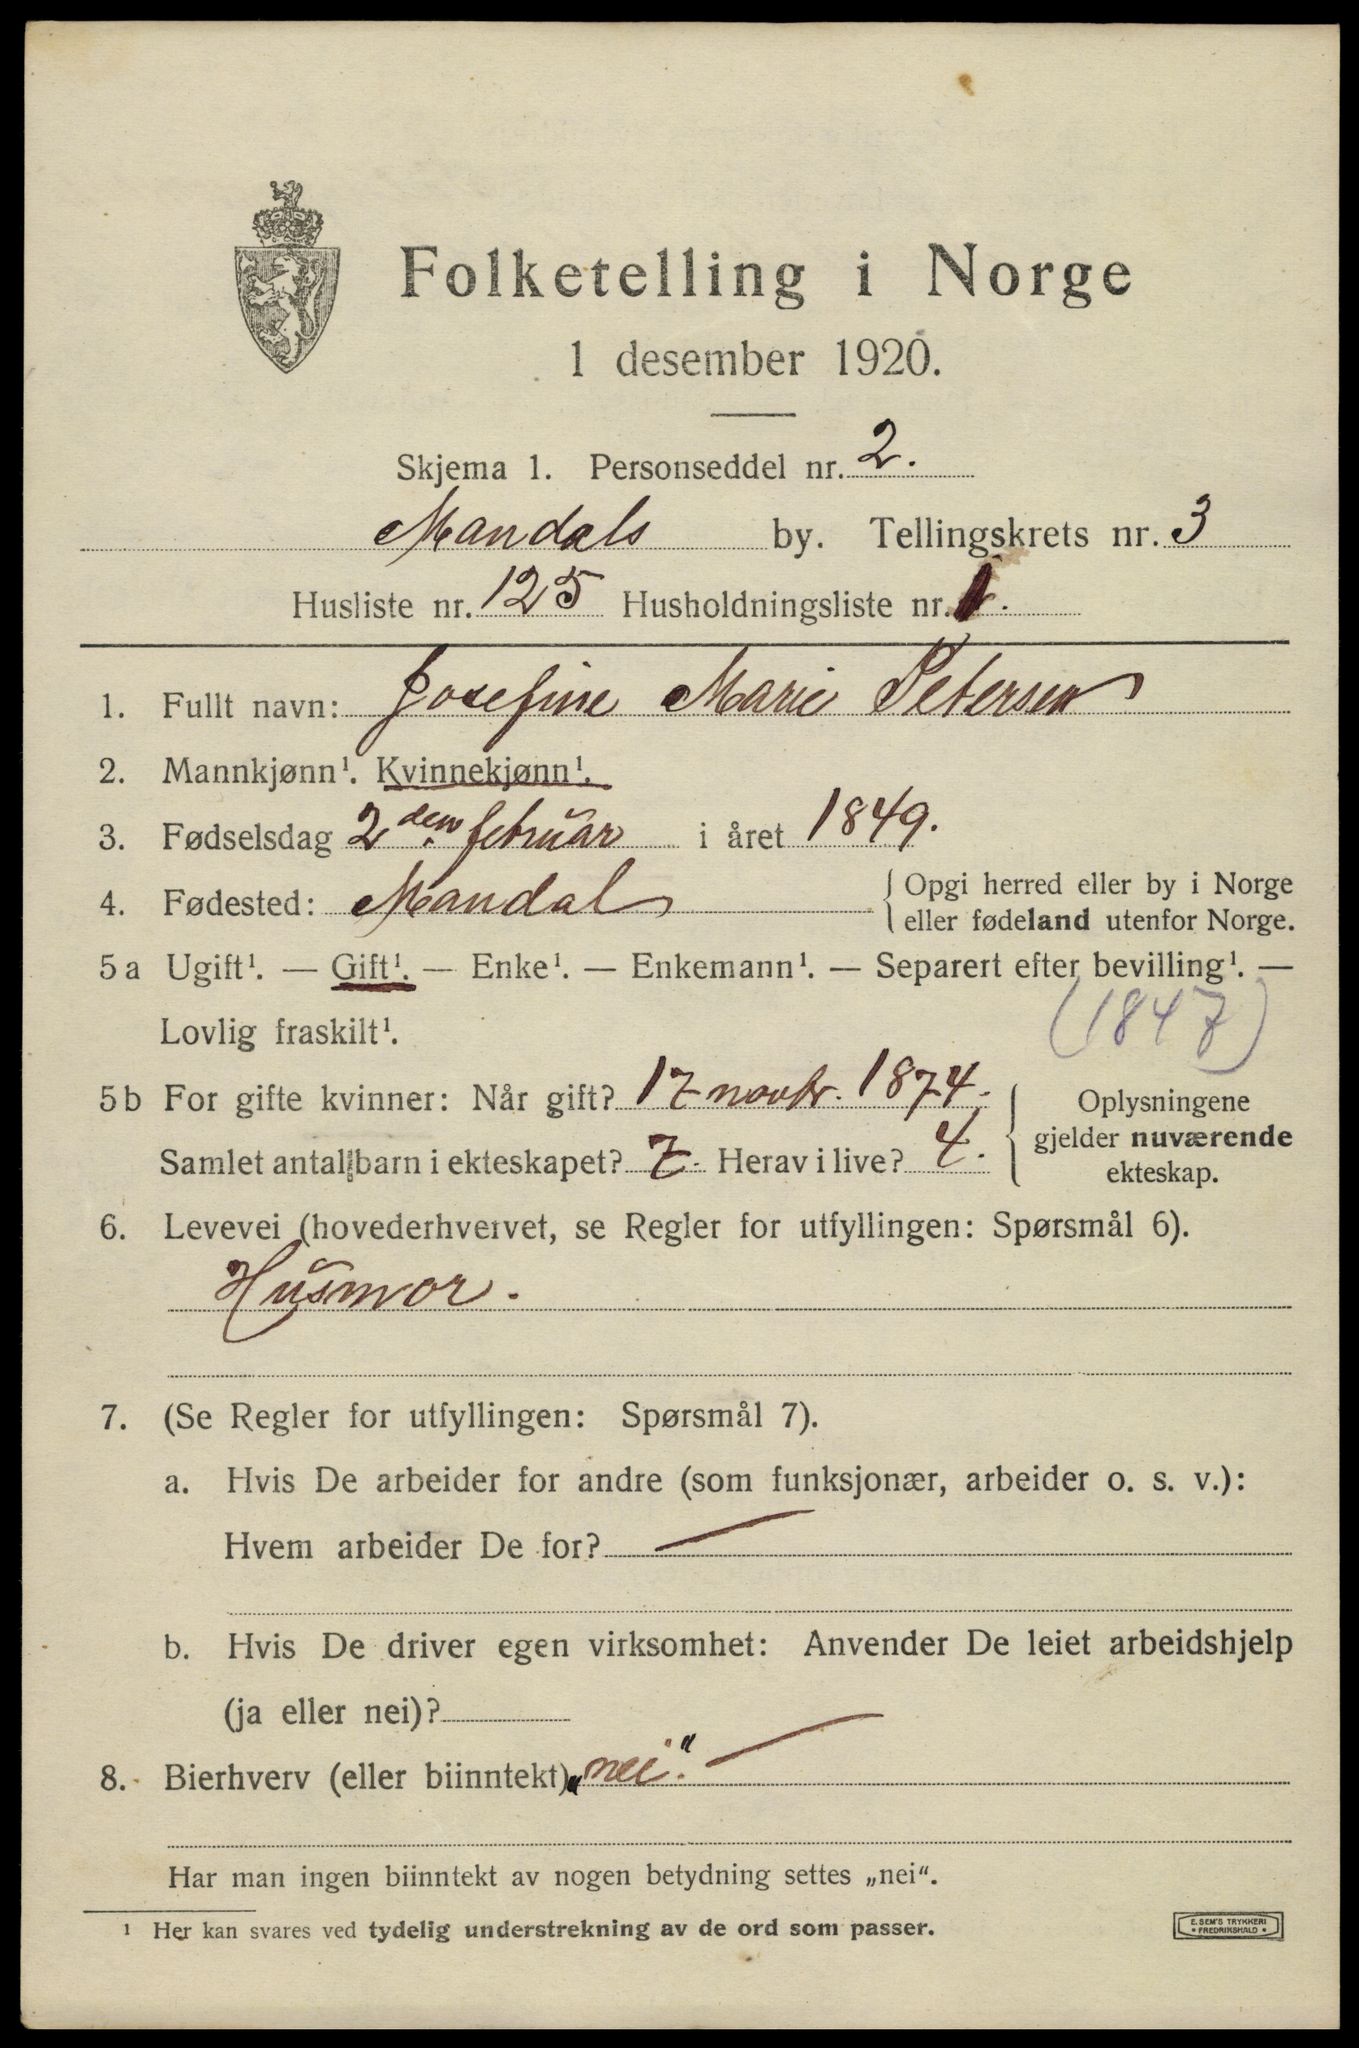 Folketelling i Norge
1 desember 1920.
Skjema 1. Personseddel nr. 2.
Mandals by. Tellingskrets nr. 3
Husliste nr. 125 Husholdningsliste nr. 1.
1. Fullt navn: Josefine Marie Petersen
2. Mannkjønn¹. Kvinnekjønn¹.
3. Fødselsdag 2den februar i året 1849.
4. Fødested: Mandal { Opgi herred eller by i Norge
eller fødeland utenfor Norge.
5 a Ugift¹. — Gift¹. — Enke¹. — Enkemann¹. — Separert efter bevilling¹. —
Lovlig fraskilt¹. (1847)
5 b For gifte kvinner: Når gift? 17 novbr. 1874. { Oplysningene
gjelder nuværende
ekteskap.
Samlet antal barn i ekteskapet? 7. Herav i live? 4.
6. Levevei (hovederhvervet, se Regler for utfyllingen: Spørsmål 6).
Husmor.
7. (Se Regler for utfyllingen: Spørsmål 7).
a. Hvis De arbeider for andre (som funksjonær, arbeider o. s. v.):
Hvem arbeider De for? —
b. Hvis De driver egen virksomhet: Anvender De leiet arbeidshjelp
(ja eller nei)?
8. Bierhverv (eller biinntekt) „nei". —
Har man ingen biinntekt av nogen betydning settes „nei".
¹ Her kan svares ved tydelig understrekning av de ord som passer.
E. SEM'S TRYKKERI
• FREDRIKSHALD •